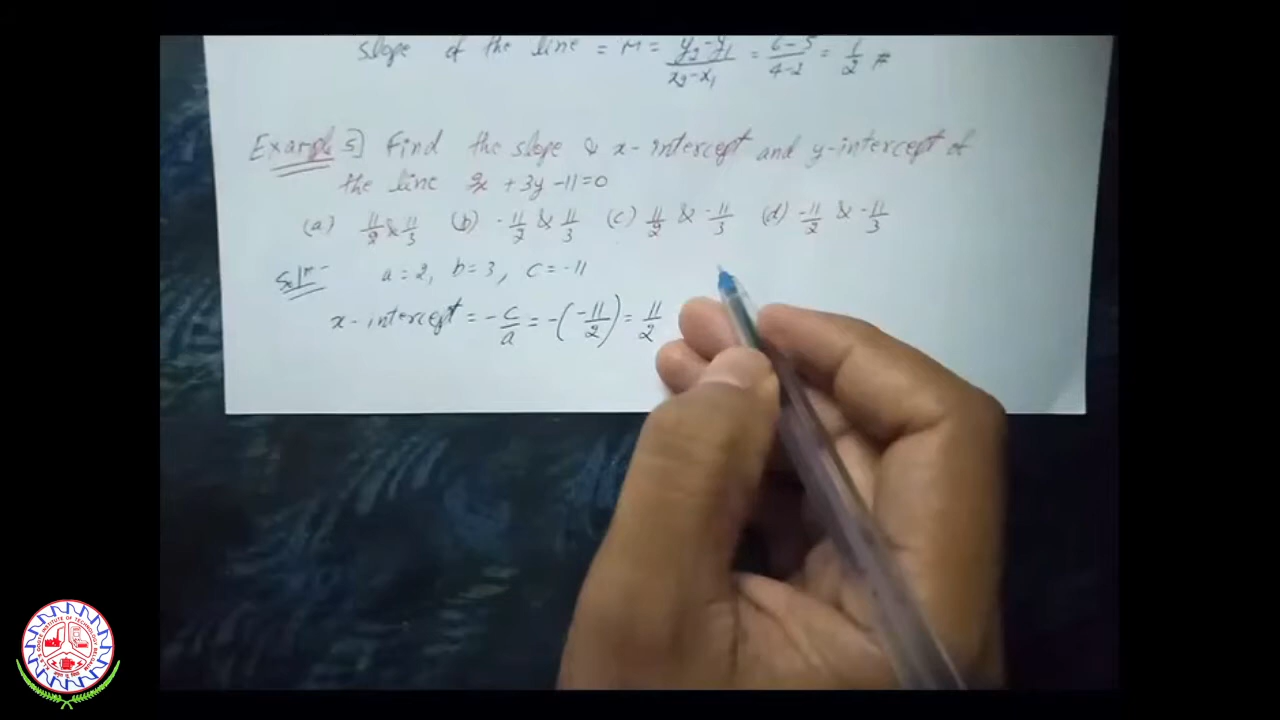 slope of the line = M = y₂-y₁/x₂-x₁ = 6-5/4-2 = 1/2 #
Example 5] Find the slope & x-intercept and y-intercept of
the line 2x + 3y -11=0
(a) 11/2 & 11/3 (b) -11/2 & 11/3 (c) 11/2 & -11/3 (d) -11/2 & -11/3
Solⁿ- a = 2, b = 3, c = -11
x-intercept = -c/a = -(-11/2) = 11/2